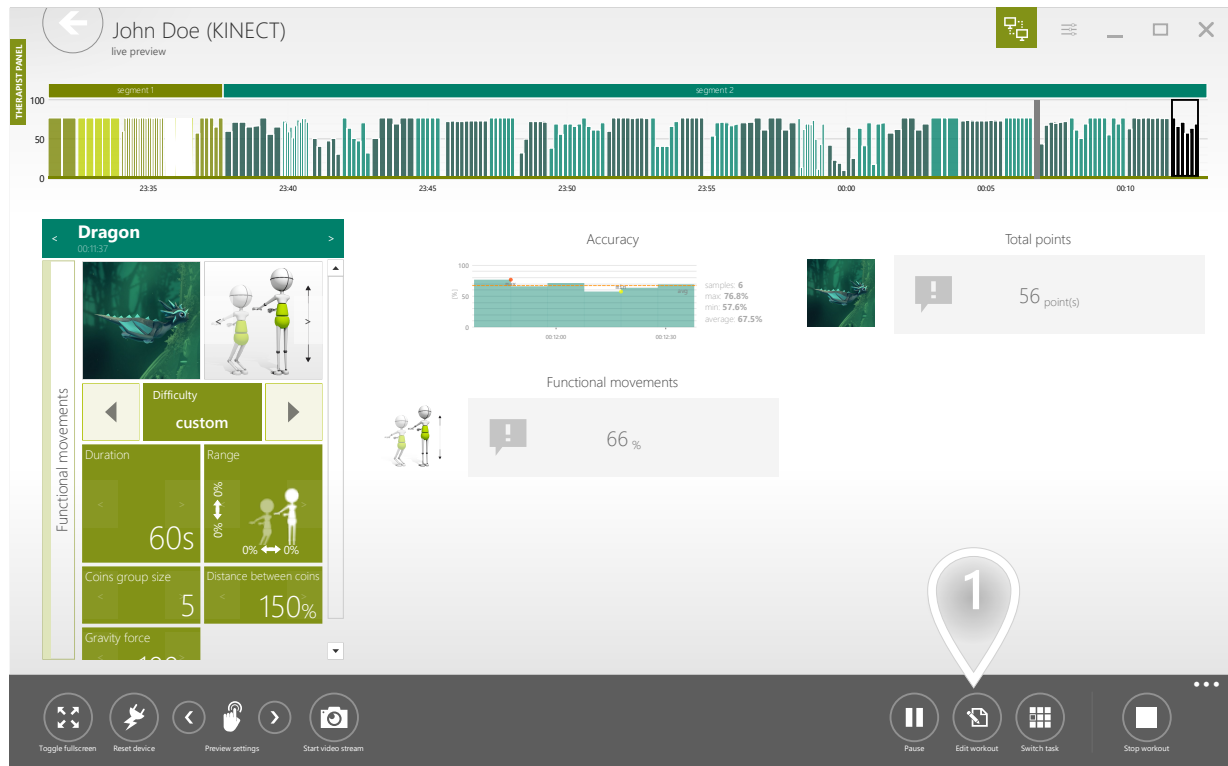 John Doe (KINECT)
live preview
THERAPIST PANEL
segment 1
segment 2
100
50
0
23:35
23:40
23:45
23:50
23:55
00:00
00:05
00:10
<
Dragon
00:11:37
>
Functional movements
<
>
Difficulty
custom
Duration
<
>
60s
Range
0%
0%
0%
0%
Coins group size
<
5
Distance between coins
<
150%
Gravity force
Accuracy
100
[%]
50
0
max
min
avg
00:12:00
00:12:30
samples: 6
max: 76.8%
min: 57.6%
average: 67.5%
Total points
56 point(s)
Functional movements
66 %
1
Toggle fullscreen
Reset device
Preview settings
Start video stream
Pause
Edit workout
Switch task
Stop workout